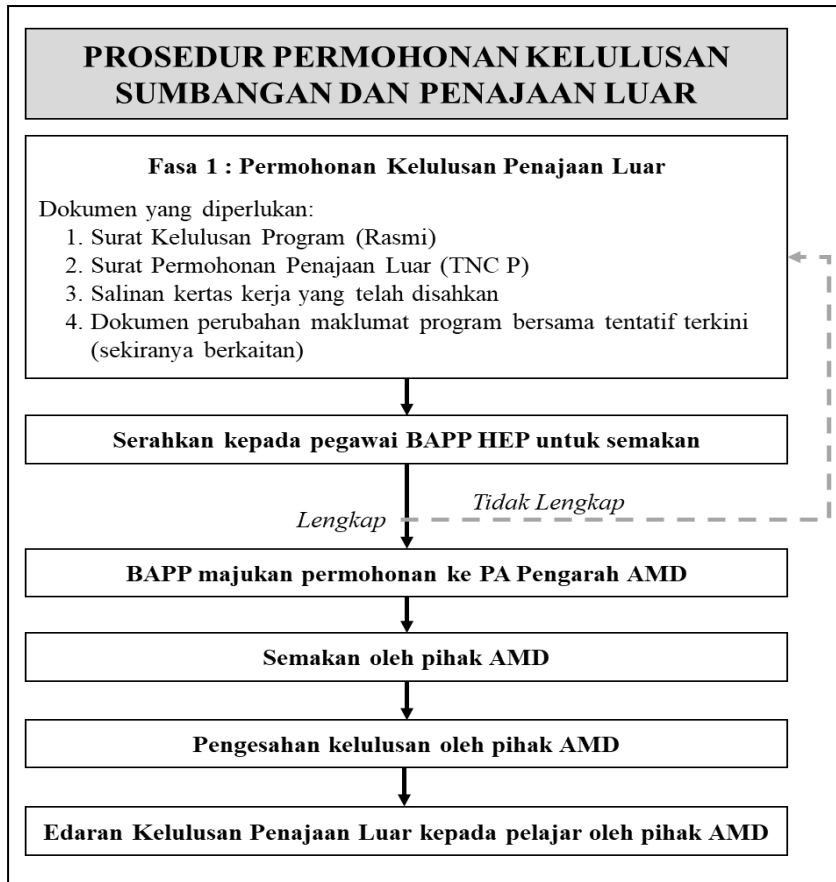 PROSEDUR PERMOHONAN KELULUSAN
SUMBANGAN DAN PENAJAAN LUAR
Fasa 1 : Permohonan Kelulusan Penajaan Luar
Dokumen yang diperlukan:
1. Surat Kelulusan Program (Rasmi)
2. Surat Permohonan Penajaan Luar (TNC P)
3. Salinan kertas kerja yang telah disahkan
4. Dokumen perubahan maklumat program bersama tentatif terkini
(sekiranya berkaitan)
Serahkan kepada pegawai BAPP HEP untuk semakan
Tidak Lengkap
Lengkap
BAPP majukan permohonan ke PA Pengarah AMD
Semakan oleh pihak AMD
Pengesahan kelulusan oleh pihak AMD
Edaran Kelulusan Penajaan Luar kepada pelajar oleh pihak AMD